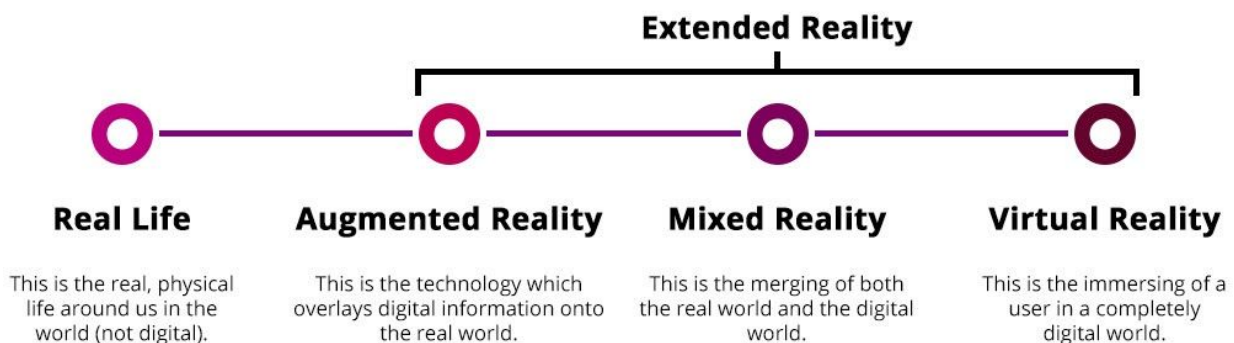 Extended Reality
Real Life
This is the real, physical
life around us in the
world (not digital).
Augmented Reality
This is the technology which
overlays digital information onto
the real world.
Mixed Reality
This is the merging of both
the real world and the digital
world.
Virtual Reality
This is the immersing of a
user in a completely
digital world.